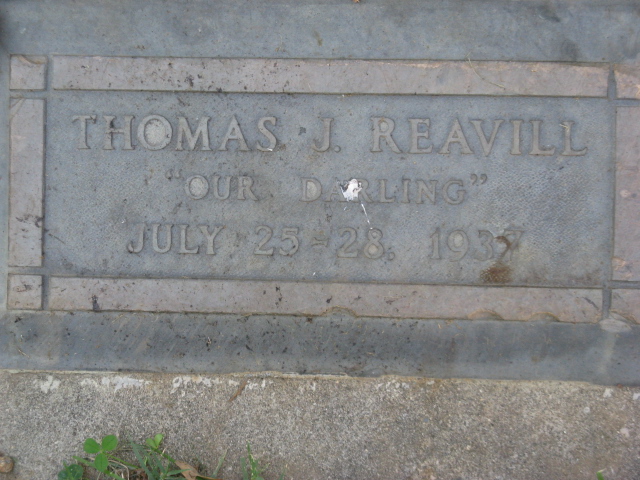 THOMAS J. REAVILL
"OUR DARLING"
JULY 25-28, 1937